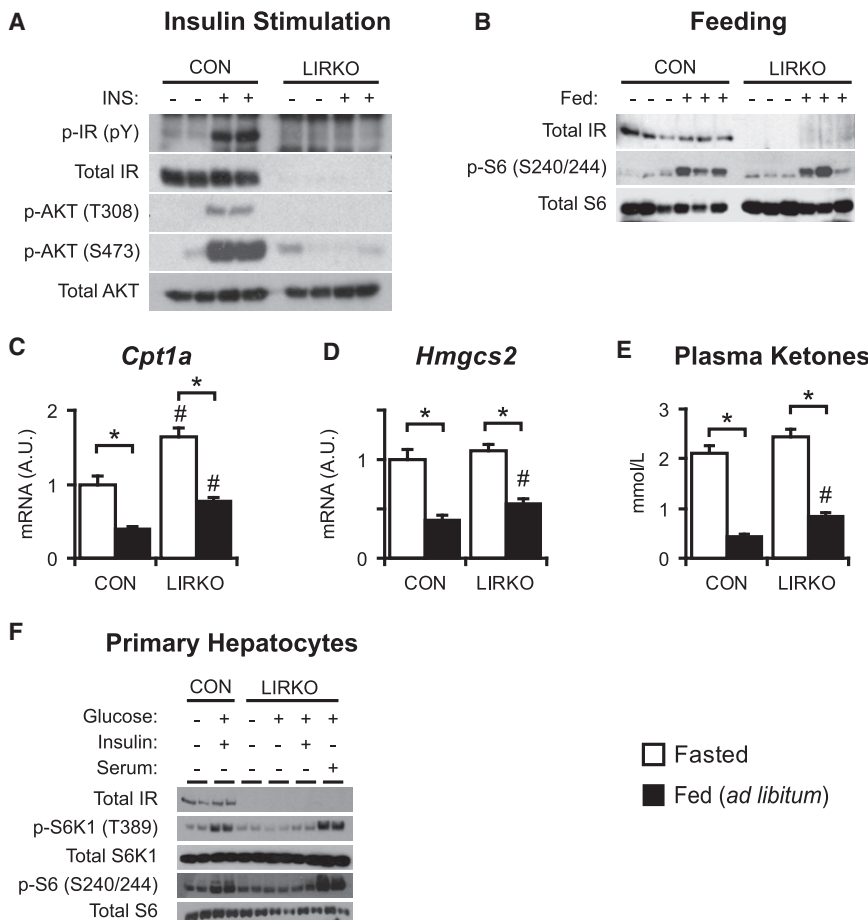 A Insulin Stimulation
CON LIRKO
INS: - - + + - - + +
p-IR (pY)
Total IR
p-AKT (T308)
p-AKT (S473)
Total AKT
B Feeding
CON LIRKO
Fed: - - - + + + - - - + + +
Total IR
p-S6 (S240/244)
Total S6
C Cpt1a
mRNA (A.U.)
2
1
0
*
#
*
#
CON LIRKO
D Hmgcs2
mRNA (A.U.)
1
0
*
*
#
CON LIRKO
E Plasma Ketones
mmol/L
3
2
1
0
*
*
#
CON LIRKO
F Primary Hepatocytes
CON LIRKO
Glucose: - + - + + +
Insulin: - + - - + -
Serum: - - - - - +
Total IR
p-S6K1 (T389)
Total S6K1
p-S6 (S240/244)
Total S6
Fasted
Fed (ad libitum)